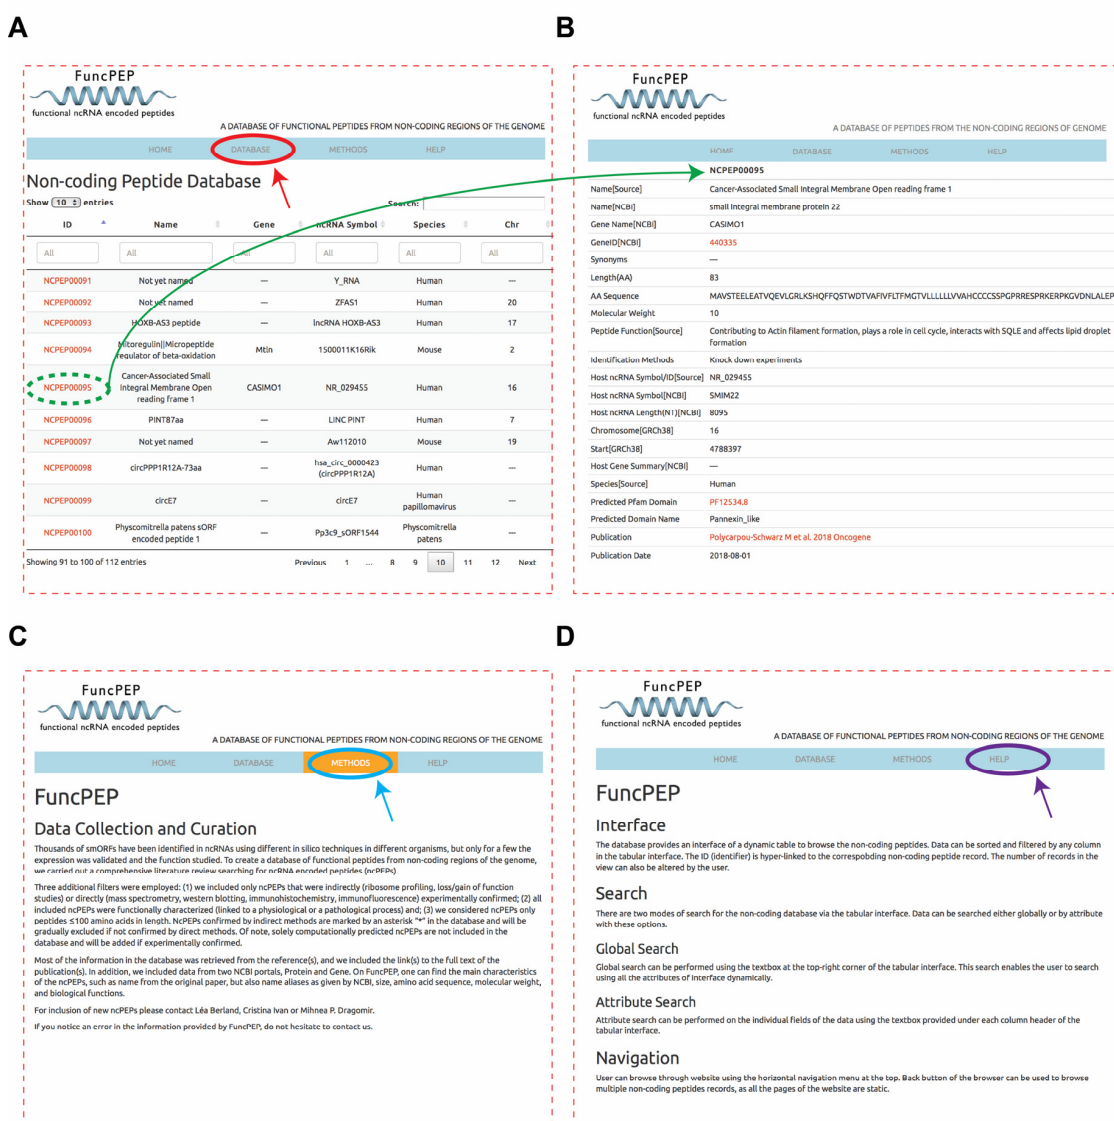 A
FuncPEP
functional ncRNA encoded peptides
A DATABASE OF FUNCTIONAL PEPTIDES FROM NON-CODING REGIONS OF THE GENOME
HOME DATABASE METHODS HELP
Non-coding Peptide Database
Show 10 entries Search:
ID Name Gene ncRNA Symbol Species Chr
All All All All All All
NCPEP00091 Not yet named --- Y_RNA Human ---
NCPEP00092 Not yet named --- ZFAS1 Human 20
NCPEP00093 HOXB-AS3 peptide --- lncRNA HOXB-AS3 Human 17
NCPEP00094 Mitoregulin||Micropeptide regulator of beta-oxidation Mtln 1500011K16Rik Mouse 2
NCPEP00095 Cancer-Associated Small Integral Membrane Open reading frame 1 CASIMO1 NR_029455 Human 16
NCPEP00096 PINT87aa --- LINC PINT Human 7
NCPEP00097 Not yet named --- Aw112010 Mouse 19
NCPEP00098 circPPP1R12A-73aa --- hsa_circ_0000423 (circPPP1R12A) Human ---
NCPEP00099 circE7 --- circE7 Human papillomavirus ---
NCPEP00100 Physcomitrella patens sORF encoded peptide 1 --- Pp3c9_sORF1544 Physcomitrella patens ---
Showing 91 to 100 of 112 entries Previous 1 ... 8 9 10 11 12 Next
B
FuncPEP
functional ncRNA encoded peptides
A DATABASE OF PEPTIDES FROM THE NON-CODING REGIONS OF GENOME
HOME DATABASE METHODS HELP
NCPEP00095
Name[Source] Cancer-Associated Small Integral Membrane Open reading frame 1
Name[NCBI] small integral membrane protein 22
Gene Name[NCBI] CASIMO1
GeneID[NCBI] 440335
Synonyms ---
Length(AA) 83
AA Sequence MAVSTEELEATVQEVLGRLKSHQFFQSTWDTVAFIVFLTFMGTVLLLLLLVVAHCCCCSSPGPRRESPRKERPKGVDNLALEP
Molecular Weight 10
Peptide Function[Source] Contributing to Actin filament formation, plays a role in cell cycle, interacts with SQLE and affects lipid droplet
formation
Identification Methods Knock down experiments
Host ncRNA Symbol/ID[Source] NR_029455
Host ncRNA Symbol[NCBI] SMIM22
Host ncRNA Length(NT)[NCBI] 8095
Chromosome[GRCh38] 16
Start[GRCh38] 4788397
Host Gene Summary[NCBI] ---
Species[Source] Human
Predicted Pfam Domain PF12534.8
Predicted Domain Name Pannexin_like
Publication Polycarpou-Schwarz M et al. 2018 Oncogene
Publication Date 2018-08-01
C
FuncPEP
functional ncRNA encoded peptides
A DATABASE OF FUNCTIONAL PEPTIDES FROM NON-CODING REGIONS OF THE GENOME
HOME DATABASE METHODS HELP
FuncPEP
Data Collection and Curation
Thousands of smORFs have been identified in ncRNAs using different in silico techniques in different organisms, but only for a few the
expression was validated and the function studied. To create a database of functional peptides from non-coding regions of the genome,
we carried out a comprehensive literature review searching for ncRNA encoded peptides (ncPEPs)
Three additional filters were employed: (1) we included only ncPEPs that were indirectly (ribosome profiling, loss/gain of function
studies) or directly (mass spectrometry, western blotting, immunohistochemistry, immunofluorescence) experimentally confirmed; (2) all
included ncPEPs were functionally characterized (linked to a physiological or a pathological process) and; (3) we considered ncPEPs only
peptides ≤100 amino acids in length. NcPEPs confirmed by indirect methods are marked by an asterisk "*" in the database and will be
gradually excluded if not confirmed by direct methods. Of note, solely computationally predicted ncPEPs are not included in the
database and will be added if experimentally confirmed.
Most of the information in the database was retrieved from the reference(s), and we included the link(s) to the full text of the
publication(s). In addition, we included data from two NCBI portals, Protein and Gene. On FuncPEP, one can find the main characteristics
of the ncPEPs, such as name from the original paper, but also name aliases as given by NCBI, size, amino acid sequence, molecular weight,
and biological functions.
For inclusion of new ncPEPs please contact Léa Berland, Cristina Ivan or Mihnea P. Dragomir.
If you notice an error in the information provided by FuncPEP, do not hesitate to contact us.
D
FuncPEP
functional ncRNA encoded peptides
A DATABASE OF FUNCTIONAL PEPTIDES FROM NON-CODING REGIONS OF THE GENOME
HOME DATABASE METHODS HELP
FuncPEP
Interface
The database provides an interface of a dynamic table to browse the non-coding peptides. Data can be sorted and filtered by any column
in the tabular interface. The ID (identifier) is hyper-linked to the correspobding non-coding peptide record. The number of records in the
view can also be altered by the user.
Search
There are two modes of search for the non-coding database via the tabular interface. Data can be searched either globally or by attribute
with these options.
Global Search
Global search can be performed using the textbox at the top-right corner of the tabular interface. This search enables the user to search
using all the attributes of interface dynamically.
Attribute Search
Attribute search can be performed on the individual fields of the data using the textbox provided under each column header of the
tabular interface.
Navigation
User can browse through website using the horizontal navigation menu at the top. Back button of the browser can be used to browse
multiple non-coding peptides records, as all the pages of the website are static.